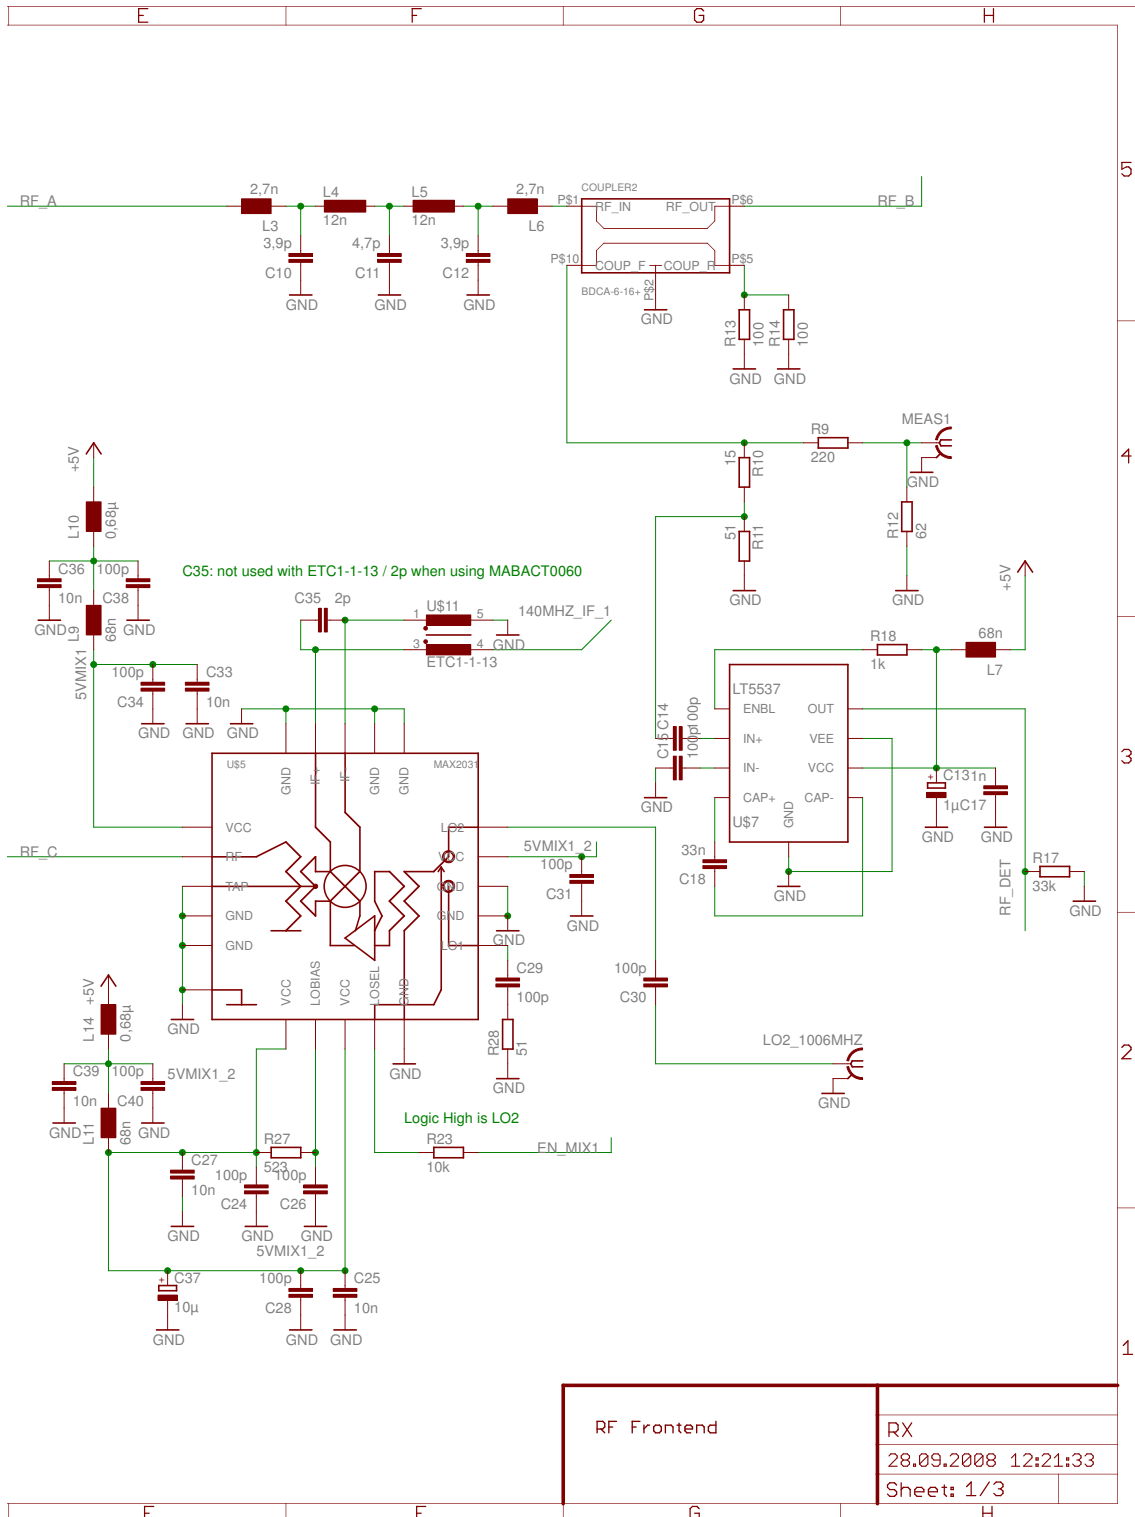 E F G H
5
RF_A
2,7n L4 L5 2,7n
L3 12n 12n L6
COUPLER2
P$1 RF_IN RF_OUT P$6
RF_B
3,9p 4,7p 3,9p
C10 C11 C12
GND GND GND
P$10 COUP_F COUP_R P$5
BDCA-6-16+ P$2
GND
R13 100 R14 100
GND GND
MEAS1
R9
220
15 R10
GND
4
+5V
L10 0,68µ
51 R11
R12 62
GND GND
C36 100p
10n C38
GND L9 68n GND
C35: not used with ETC1-1-13 / 2p when using MABACT0060
C35 2p
1 U$11 5
140MHZ_IF_1
GND
3 4
ETC1-1-13
+5V
R18
1k
68n
L7
5VMIX1
100p C33
C34 10n
GND GND GND
LT5537
ENBL OUT
IN+ VEE
IN- VCC
CAP+ CAP-
GND
U$7
C14 100p
C15 100p
GND
3
U$5 MAX2031
GND IF+ IF- GND GND
VCC LO2
RF VCC
TAP GND
GND GND
GND LO1
VCC LOBIAS VCC LOSEL GND
RF_C
5VMIX1_2
100p
C31
GND
33n
C18
GND
C13 1n
1µ C17
GND GND
RF_DET
R17
33k
GND
C29
100p
R28 51
GND
GND
100p
C30
+5V
L14 0,68µ
GND
GND
LO2_1006MHZ
GND
2
C39 100p 5VMIX1_2
10n C40
GND L11 68n GND
Logic High is LO2
R23
10k
EN_MIX1
C27
10n
R27
523
100p 100p
C24 C26
GND GND GND
5VMIX1_2
C37
10µ
100p C25
C28 10n
GND GND GND
1
RF Frontend
RX
28.09.2008 12:21:33
Sheet: 1/3
E F G H